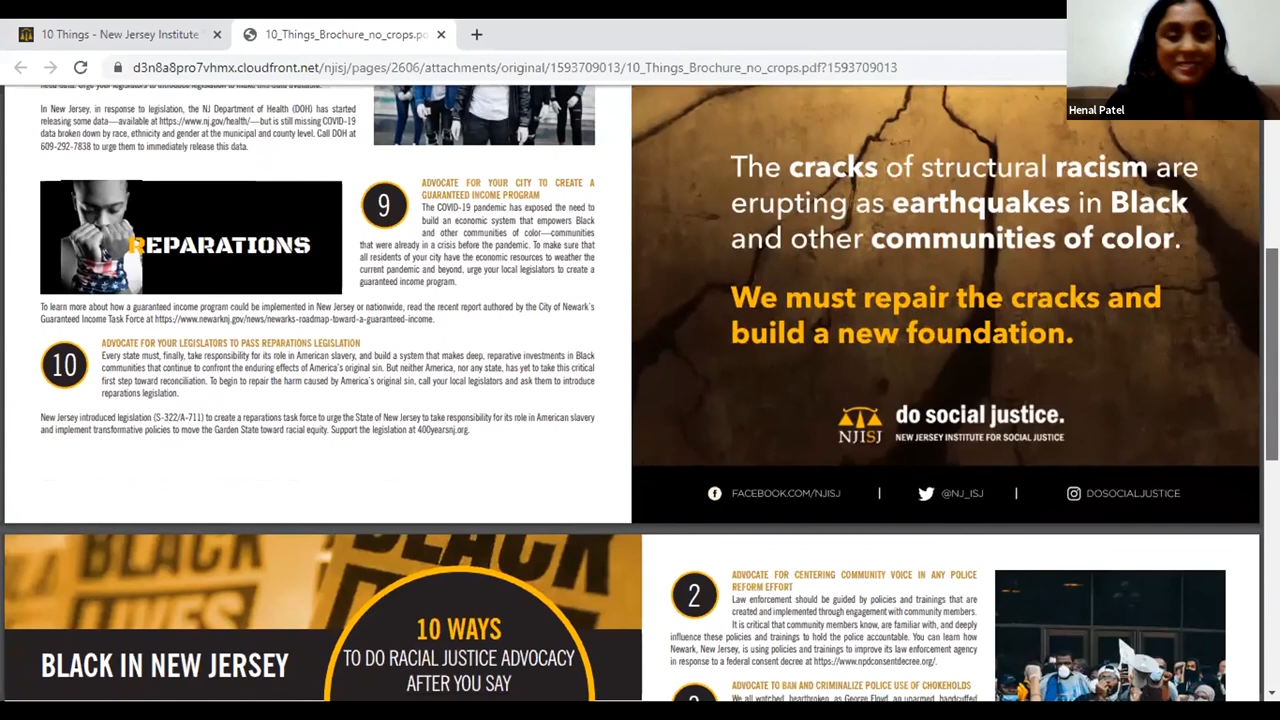 10 Things - New Jersey Institute
10_Things_Brochure_no_crops.pd
d3n8a8pro7vhmx.cloudfront.net/njisj/pages/2606/attachments/original/1593709013/10_Things_Brochure_no_crops.pdf?1593709013
Henal Patel
In New Jersey, in response to legislation, the NJ Department of Health (DOH) has started
releasing some data—available at https://www.nj.gov/health/—but is still missing COVID-19
data broken down by race, ethnicity and gender at the municipal and county level. Call DOH at
609-292-7838 to urge them to immediately release this data.
REPARATIONS
9
ADVOCATE FOR YOUR CITY TO CREATE A
GUARANTEED INCOME PROGRAM
The COVID-19 pandemic has exposed the need to
build an economic system that empowers Black
and other communities of color—communities
that were already in a crisis before the pandemic. To make sure that
all residents of your city have the economic resources to weather the
current pandemic and beyond, urge your local legislators to create a
guaranteed income program.
To learn more about how a guaranteed income program could be implemented in New Jersey or nationwide, read the recent report authored by the City of Newark's
Guaranteed Income Task Force at https://www.newarknj.gov/news/newarks-roadmap-toward-a-guaranteed-income.
10
ADVOCATE FOR YOUR LEGISLATORS TO PASS REPARATIONS LEGISLATION
Every state must, finally, take responsibility for its role in American slavery, and build a system that makes deep, reparative investments in Black
communities that continue to confront the enduring effects of America's original sin. But neither America, nor any state, has yet to take this critical
first step toward reconciliation. To begin to repair the harm caused by America's original sin, call your local legislators and ask them to introduce
reparations legislation.
New Jersey introduced legislation (S-322/A-711) to create a reparations task force to urge the State of New Jersey to take responsibility for its role in American slavery
and implement transformative policies to move the Garden State toward racial equity. Support the legislation at 400yearsnj.org.
The cracks of structural racism are
erupting as earthquakes in Black
and other communities of color.
We must repair the cracks and
build a new foundation.
NJISJ
do social justice.
NEW JERSEY INSTITUTE FOR SOCIAL JUSTICE
FACEBOOK.COM/NJISJ | @NJ_ISJ | DOSOCIALJUSTICE
BLACK
BLACK
BLACK IN NEW JERSEY
10 WAYS
TO DO RACIAL JUSTICE ADVOCACY
AFTER YOU SAY
2
ADVOCATE FOR CENTERING COMMUNITY VOICE IN ANY POLICE
REFORM EFFORT
Law enforcement should be guided by policies and trainings that are
created and implemented through engagement with community members.
It is critical that community members know, are familiar with, and deeply
influence these policies and trainings to hold the police accountable. You can learn how
Newark, New Jersey, is using policies and trainings to improve its law enforcement agency
in response to a federal consent decree at https://www.npdconsentdecree.org/.
ADVOCATE TO BAN AND CRIMINALIZE POLICE USE OF CHOKEHOLDS
We all watched, heartbroken, as George Floyd, an unarmed, handcuffed